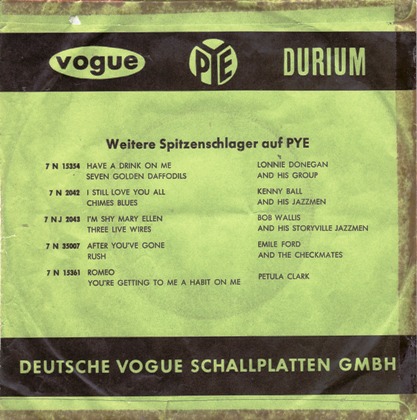 vogue PYE DURIUM
Weitere Spitzenschlager auf PYE
7 N 15354 HAVE A DRINK ON ME LONNIE DONEGAN
SEVEN GOLDEN DAFFODILS AND HIS GROUP
7 N 2042 I STILL LOVE YOU ALL KENNY BALL
CHIMES BLUES AND HIS JAZZMEN
7 N J 2043 I'M SHY MARY ELLEN BOB WALLIS
THREE LIVE WIRES AND HIS STORYVILLE JAZZMEN
7 N 35007 AFTER YOU'VE GONE EMILE FORD
RUSH AND THE CHECKMATES
7 N 15361 ROMEO PETULA CLARK
YOU'RE GETTING TO ME A HABIT ON ME
DEUTSCHE VOGUE SCHALLPLATTEN GMBH